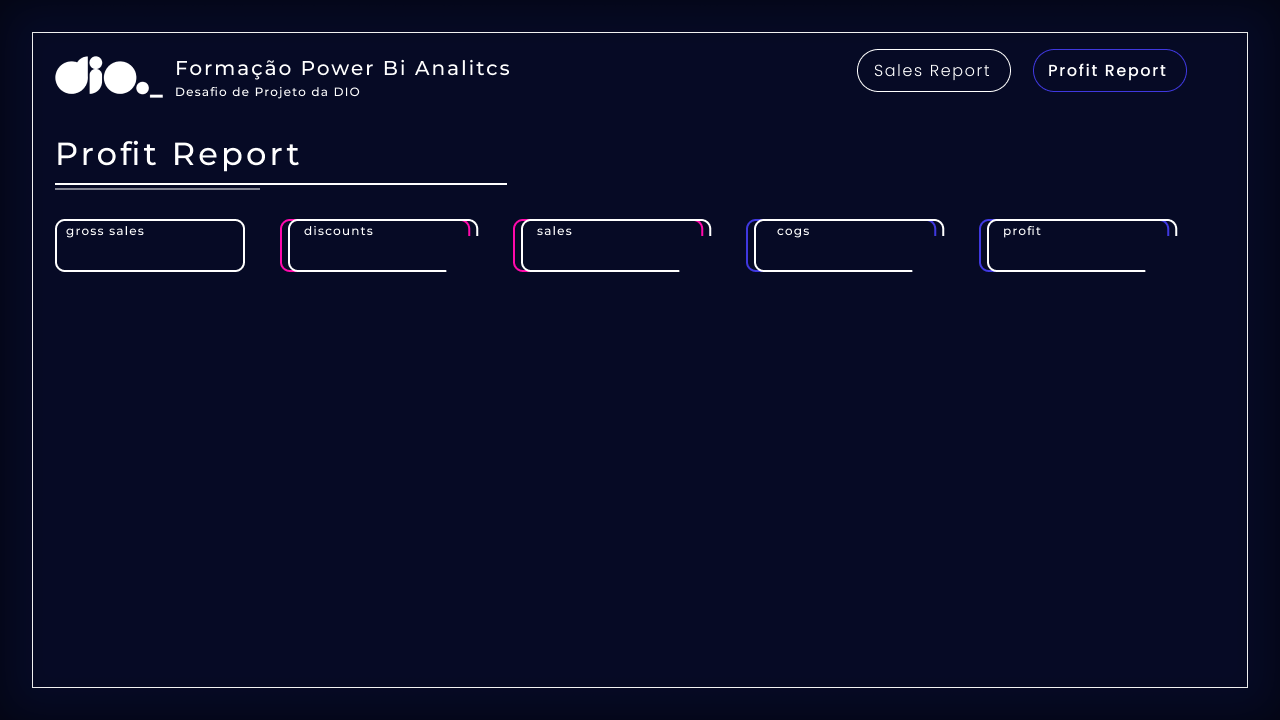 dio._
Formação Power Bi Analitcs
Desafio de Projeto da DIO
Sales Report
Profit Report
Profit Report
gross sales
discounts
sales
cogs
profit